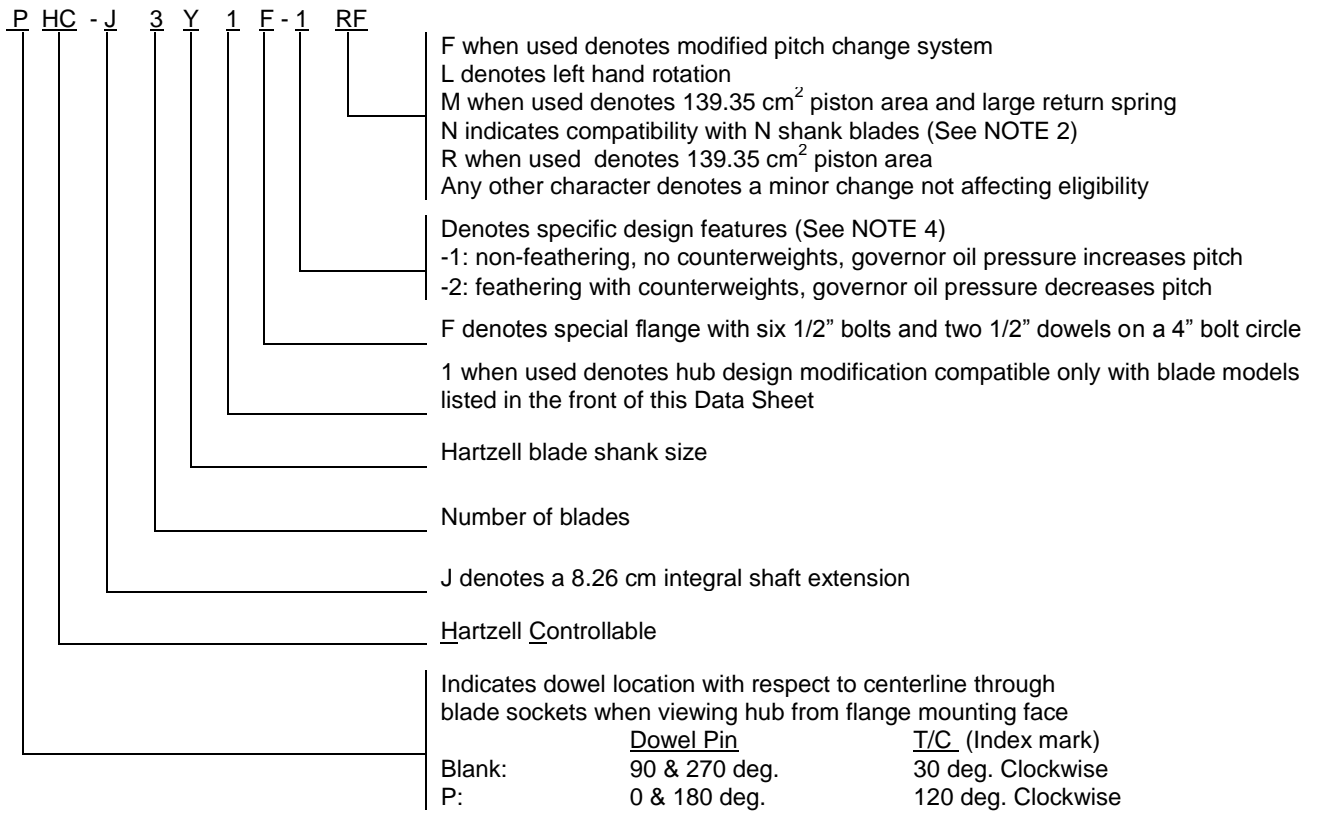 P HC - J 3 Y 1 F - 1 RF
F when used denotes modified pitch change system
L denotes left hand rotation
M when used denotes 139.35 cm² piston area and large return spring
N indicates compatibility with N shank blades (See NOTE 2)
R when used denotes 139.35 cm² piston area
Any other character denotes a minor change not affecting eligibility
Denotes specific design features (See NOTE 4)
-1: non-feathering, no counterweights, governor oil pressure increases pitch
-2: feathering with counterweights, governor oil pressure decreases pitch
F denotes special flange with six 1/2” bolts and two 1/2” dowels on a 4” bolt circle
1 when used denotes hub design modification compatible only with blade models
listed in the front of this Data Sheet
Hartzell blade shank size
Number of blades
J denotes a 8.26 cm integral shaft extension
Hartzell Controllable
Indicates dowel location with respect to centerline through
blade sockets when viewing hub from flange mounting face
Dowel Pin T/C (Index mark)
Blank: 90 & 270 deg. 30 deg. Clockwise
P: 0 & 180 deg. 120 deg. Clockwise